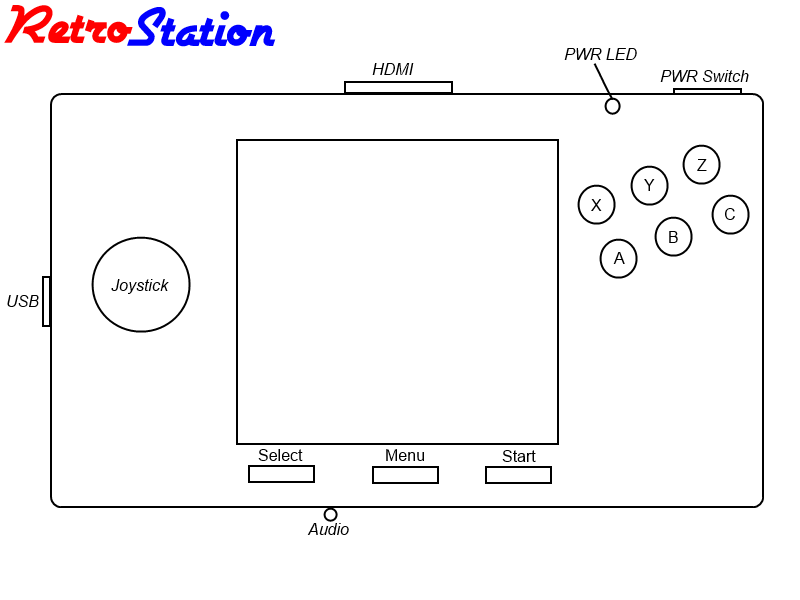 RetroStation
PWR LED
HDMI
PWR Switch
Z
Y
X
C
B
A
Joystick
USB
Select
Menu
Start
Audio